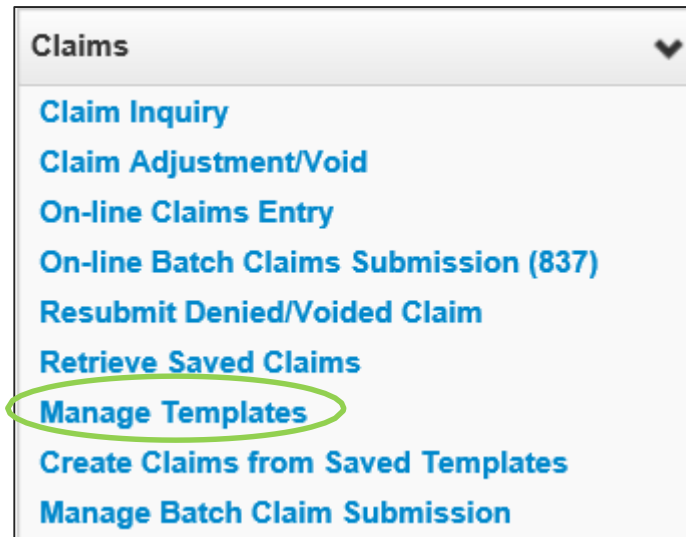 Claims
Claim Inquiry
Claim Adjustment/Void
On-line Claims Entry
On-line Batch Claims Submission (837)
Resubmit Denied/Voided Claim
Retrieve Saved Claims
Manage Templates
Create Claims from Saved Templates
Manage Batch Claim Submission